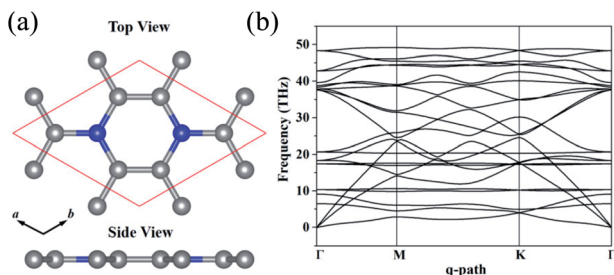 (a)
Top View
a
b
Side View
(b)
Frequency (THz)
50
40
30
20
10
0
Γ
M
K
Γ
q-path